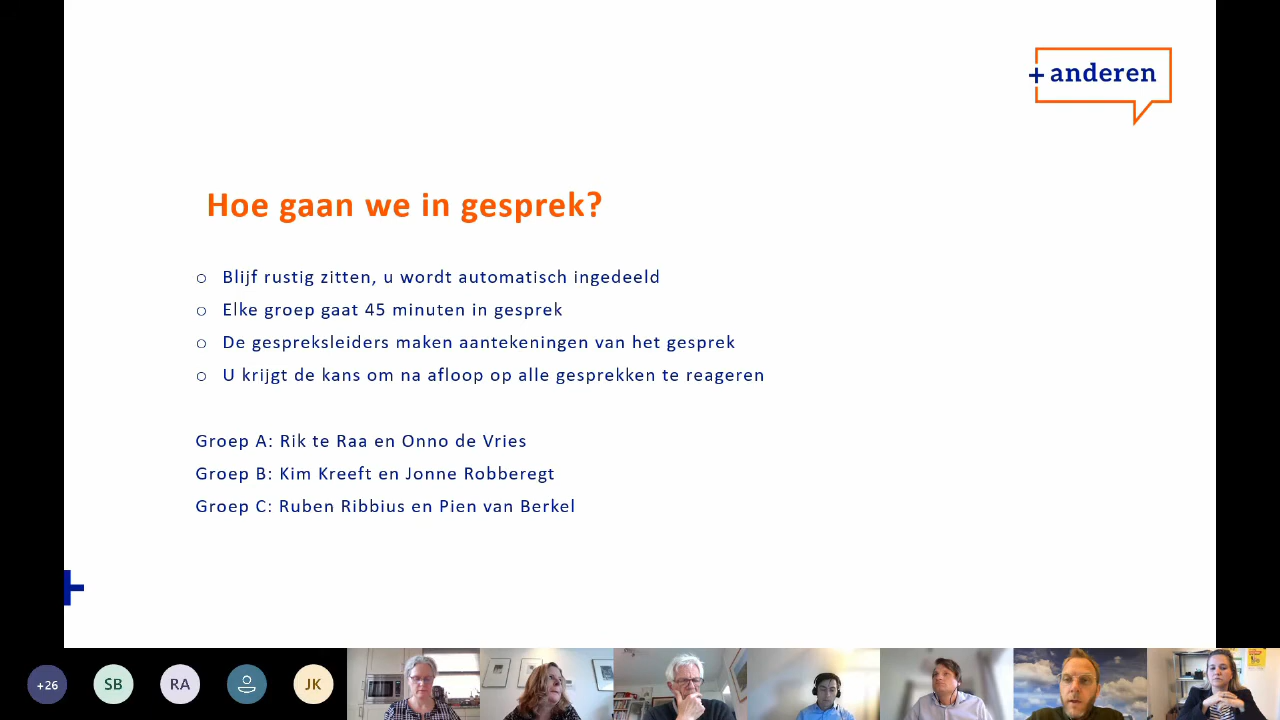 + anderen
Hoe gaan we in gesprek?
○ Blijf rustig zitten, u wordt automatisch ingedeeld
○ Elke groep gaat 45 minuten in gesprek
○ De gespreksleiders maken aantekeningen van het gesprek
○ U krijgt de kans om na afloop op alle gesprekken te reageren
Groep A: Rik te Raa en Onno de Vries
Groep B: Kim Kreeft en Jonne Robberegt
Groep C: Ruben Ribbius en Pien van Berkel
+26 SB RA JK